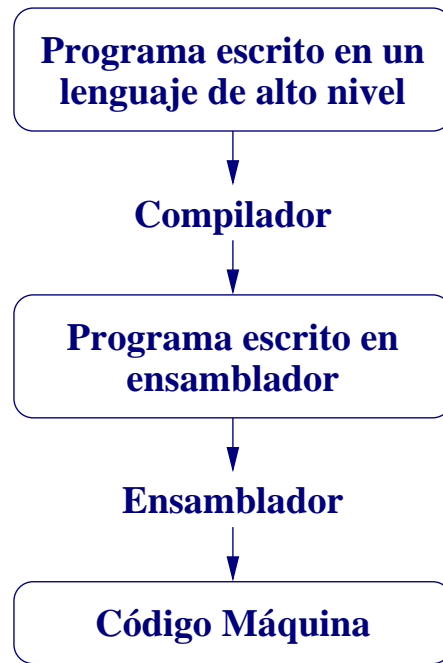 Programa escrito en un
lenguaje de alto nivel
Compilador
Programa escrito en
ensamblador
Ensamblador
Código Máquina